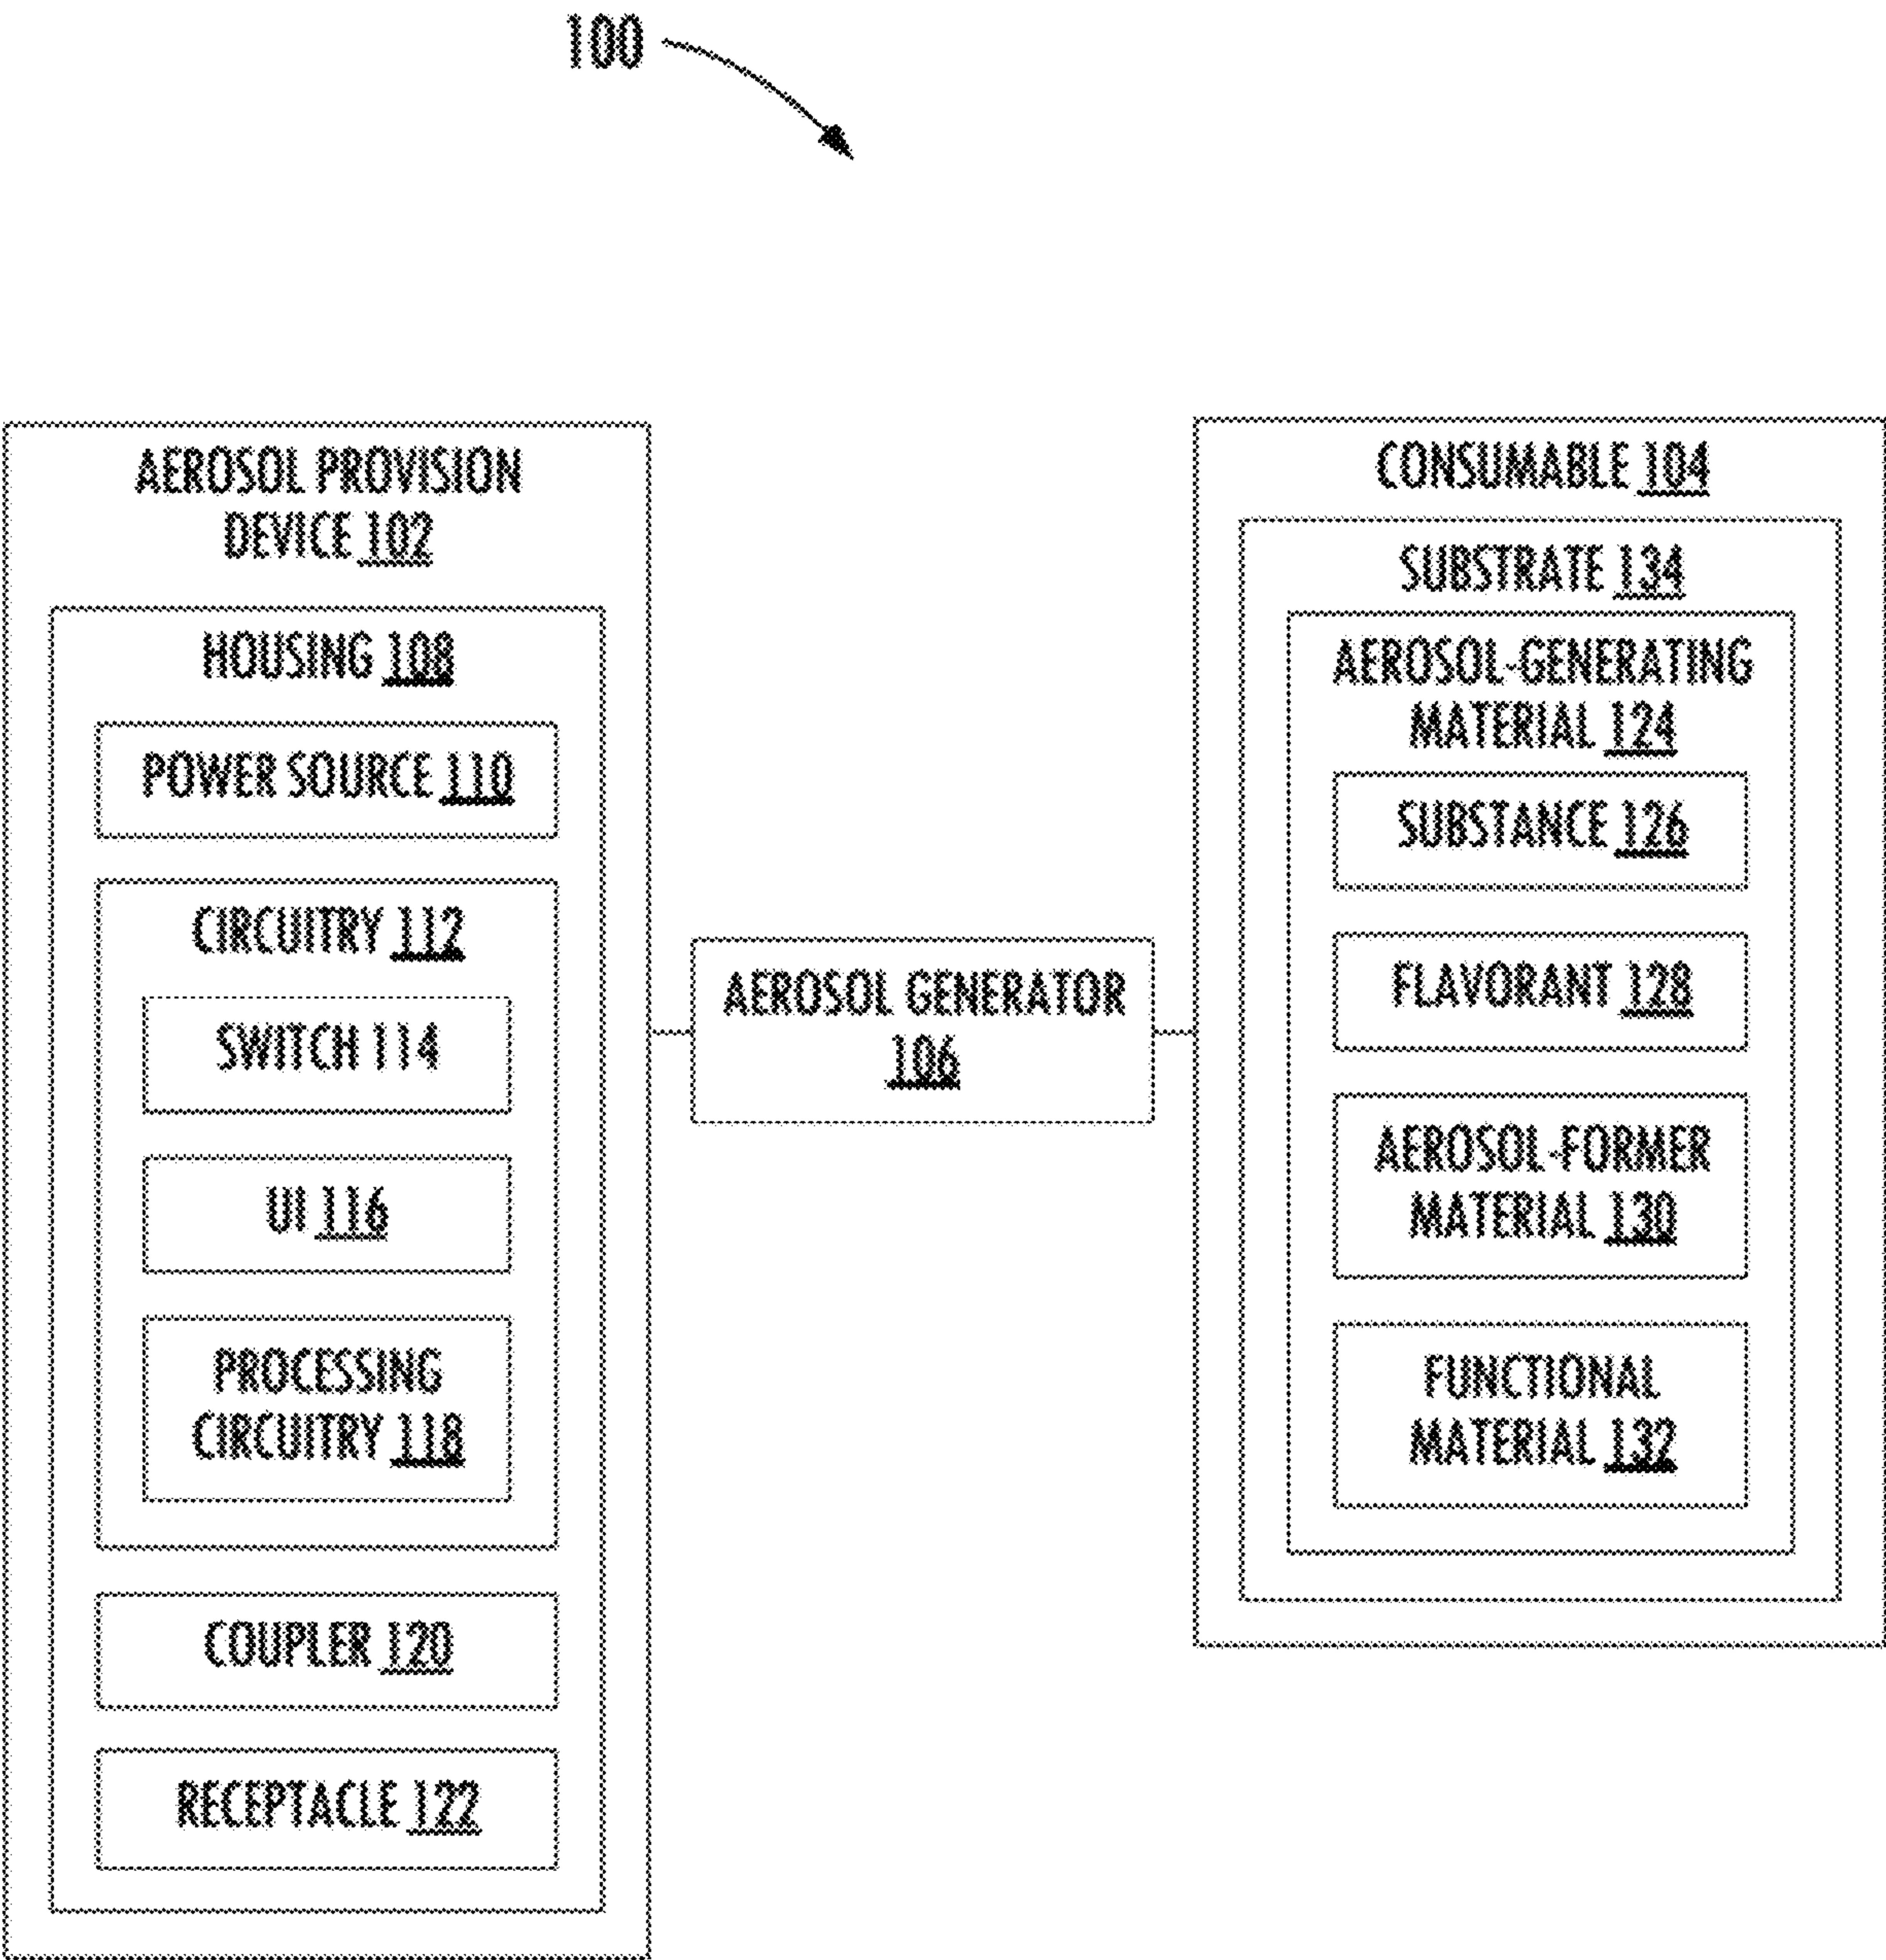 100
AEROSOL PROVISION
DEVICE 102
HOUSING 108
POWER SOURCE 110
CIRCUITRY 112
SWITCH 114
UI 116
PROCESSING
CIRCUITRY 118
COUPLER 120
RECEPTACLE 122
AEROSOL GENERATOR
106
CONSUMABLE 104
SUBSTRATE 134
AEROSOL-GENERATING
MATERIAL 124
SUBSTANCE 126
FLAVORANT 128
AEROSOL-FORMER
MATERIAL 130
FUNCTIONAL
MATERIAL 132